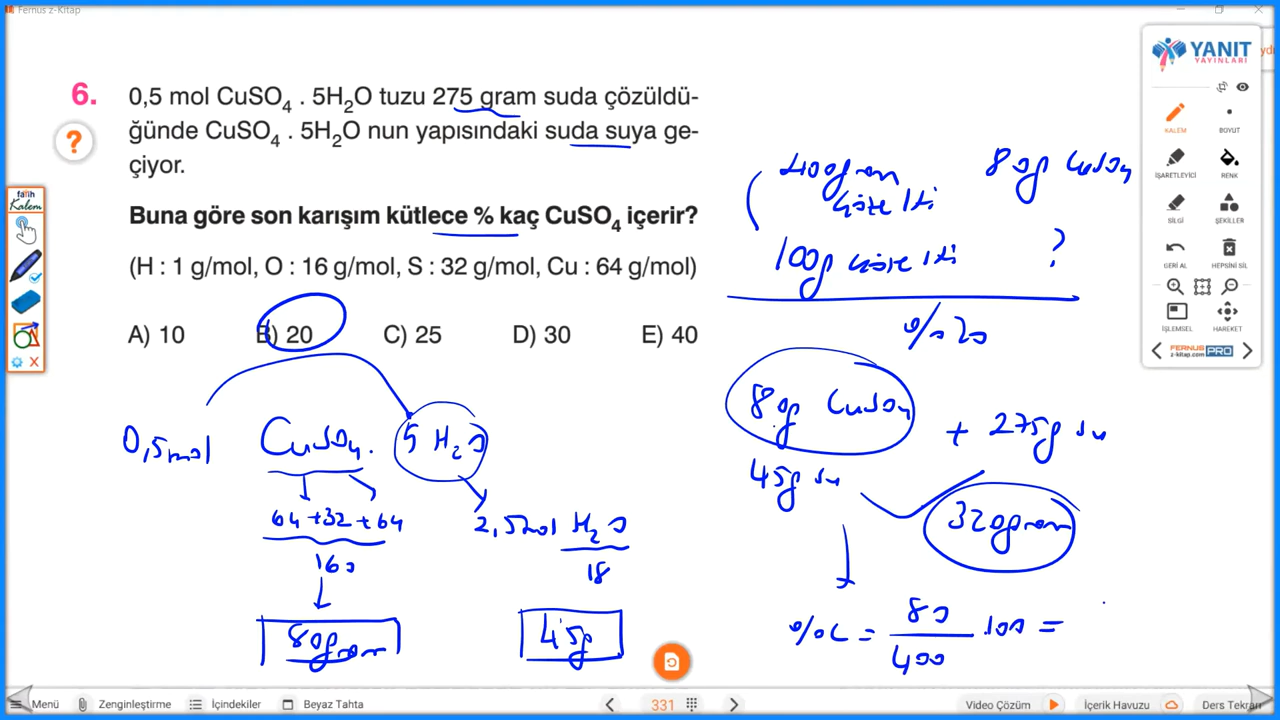 Fernus z-Kitap
6.
0,5 mol CuSO₄ . 5H₂O tuzu 275 gram suda çözüldü-
ğünde CuSO₄ . 5H₂O nun yapısındaki suda suya ge-
çiyor.
Buna göre son karışım kütlece % kaç CuSO₄ içerir?
(H : 1 g/mol, O : 16 g/mol, S : 32 g/mol, Cu : 64 g/mol)
A) 10
B) 20
C) 25
D) 30
E) 40
?
400gram
çözelti
80g CuSO₄
100g çözelti
?
%20
0,5mol CuSO₄. 5 H₂O
64+32+64
160
80gram
2,5mol H₂O
18
45g
80g CuSO₄
+ 275g su
45g su
320gram
%C = 80/400 .100 =
fatih
Kalem
YANIT
YAYINLARI
KALEM
BOYUT
İŞARETLEYİCİ
RENK
SİLGİ
ŞEKİLLER
GERİ AL
HEPSİNİ SİL
İŞLEMSEL
HAREKET
FERNUS PRO
z-kitap.com
Menü
Zenginleştirme
İçindekiler
Beyaz Tahta
331
Video Çözüm
İçerik Havuzu
Ders Tekrarı